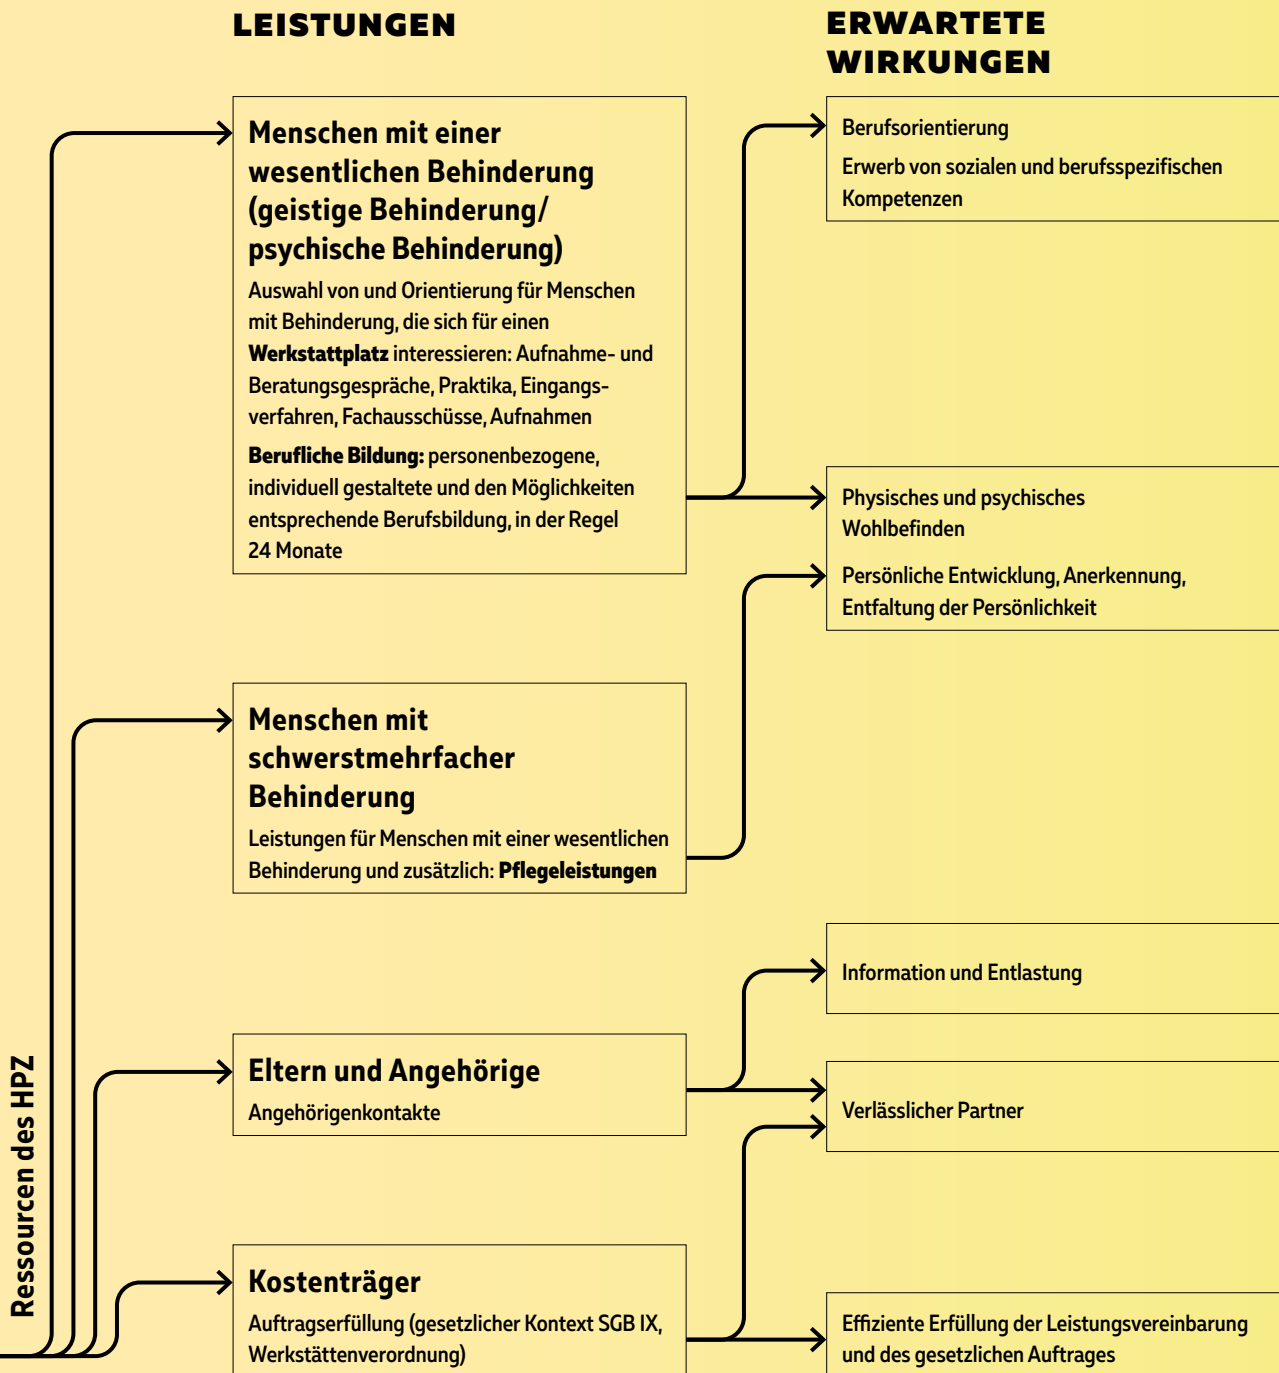 LEISTUNGEN
ERWARTETE
WIRKUNGEN
Menschen mit einer
wesentlichen Behinderung
(geistige Behinderung/
psychische Behinderung)
Auswahl von und Orientierung für Menschen
mit Behinderung, die sich für einen
Werkstattplatz interessieren: Aufnahme- und
Beratungsgespräche, Praktika, Eingangs-
verfahren, Fachausschüsse, Aufnahmen
Berufliche Bildung: personenbezogene,
individuell gestaltete und den Möglichkeiten
entsprechende Berufsbildung, in der Regel
24 Monate
Berufsorientierung
Erwerb von sozialen und berufsspezifischen
Kompetenzen
Physisches und psychisches
Wohlbefinden
Persönliche Entwicklung, Anerkennung,
Entfaltung der Persönlichkeit
Menschen mit
schwerstmehrfacher
Behinderung
Leistungen für Menschen mit einer wesentlichen
Behinderung und zusätzlich: Pflegeleistungen
Information und Entlastung
Eltern und Angehörige
Angehörigenkontakte
Verlässlicher Partner
Ressourcen des HPZ
Kostenträger
Auftragserfüllung (gesetzlicher Kontext SGB IX,
Werkstättenverordnung)
Effiziente Erfüllung der Leistungsvereinbarung
und des gesetzlichen Auftrages